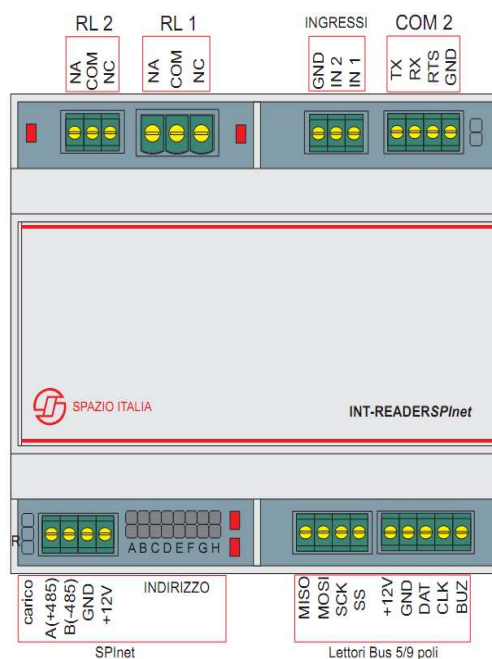 RL 2 RL 1 INGRESSI COM 2
NA COM NC NA COM NC GND IN 2 IN 1 TX RX RTS GND
SPAZIO ITALIA INT-READERSPInet
R A B C D E F G H
carico A(+485) B(-485) GND +12V INDIRIZZO MISO MOSI SCK SS +12V GND DAT CLK BUZ
SPInet Lettori Bus 5/9 poli